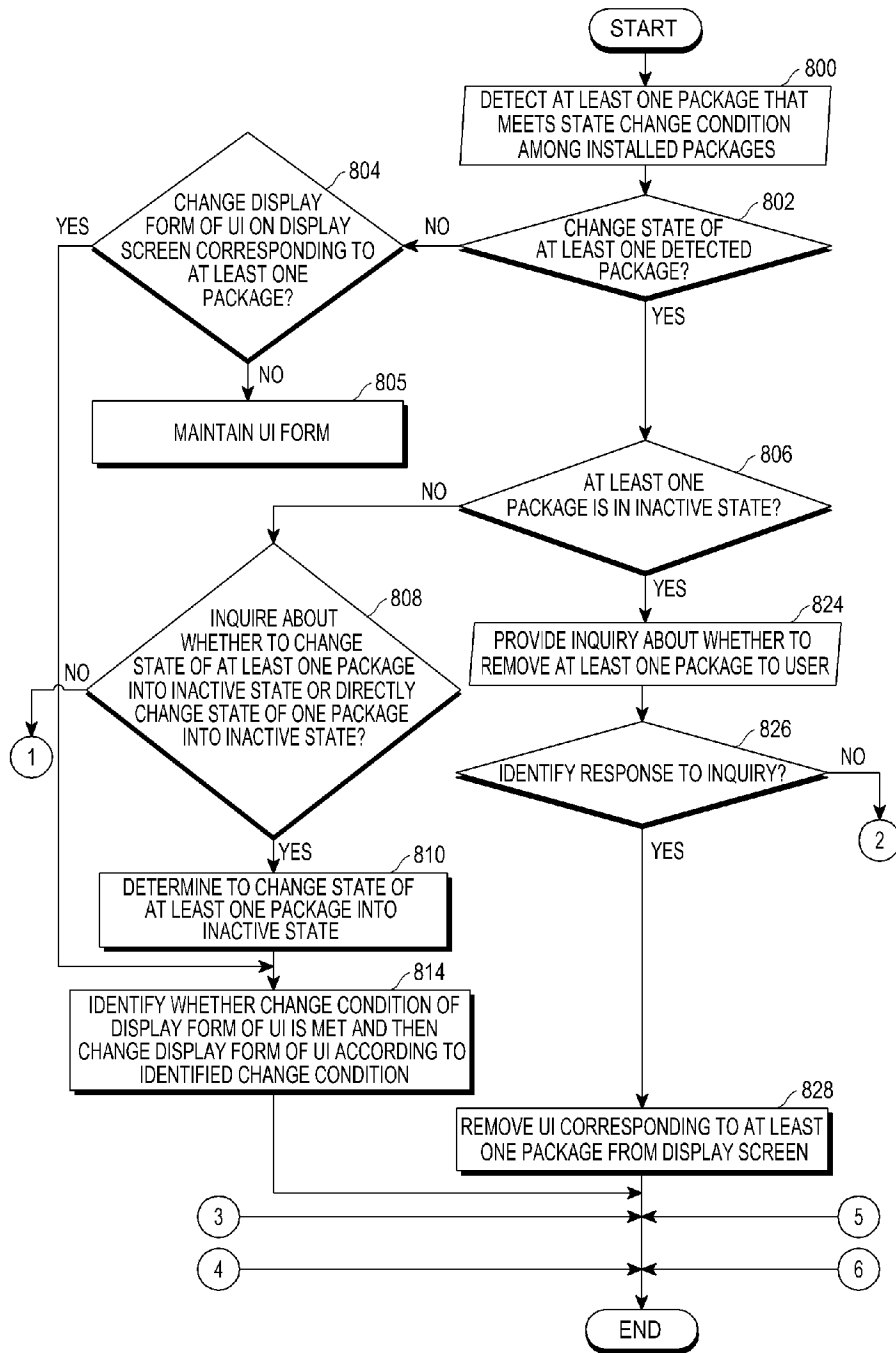 START
800
DETECT AT LEAST ONE PACKAGE THAT
MEETS STATE CHANGE CONDITION
AMONG INSTALLED PACKAGES
804
CHANGE DISPLAY
FORM OF UI ON DISPLAY
SCREEN CORRESPONDING TO
AT LEAST ONE
PACKAGE?
YES
NO
802
CHANGE STATE OF
AT LEAST ONE DETECTED
PACKAGE?
NO
YES
805
MAINTAIN UI FORM
806
AT LEAST ONE
PACKAGE IS IN INACTIVE STATE?
NO
YES
808
INQUIRE ABOUT
WHETHER TO CHANGE
STATE OF AT LEAST ONE PACKAGE
INTO INACTIVE STATE OR DIRECTLY
CHANGE STATE OF ONE PACKAGE
INTO INACTIVE STATE?
NO
1
YES
824
PROVIDE INQUIRY ABOUT WHETHER TO
REMOVE AT LEAST ONE PACKAGE TO USER
826
IDENTIFY RESPONSE TO INQUIRY?
NO
2
YES
810
DETERMINE TO CHANGE STATE OF
AT LEAST ONE PACKAGE INTO
INACTIVE STATE
814
IDENTIFY WHETHER CHANGE CONDITION OF
DISPLAY FORM OF UI IS MET AND THEN
CHANGE DISPLAY FORM OF UI ACCORDING TO
IDENTIFIED CHANGE CONDITION
828
REMOVE UI CORRESPONDING TO AT LEAST
ONE PACKAGE FROM DISPLAY SCREEN
3
5
4
6
END